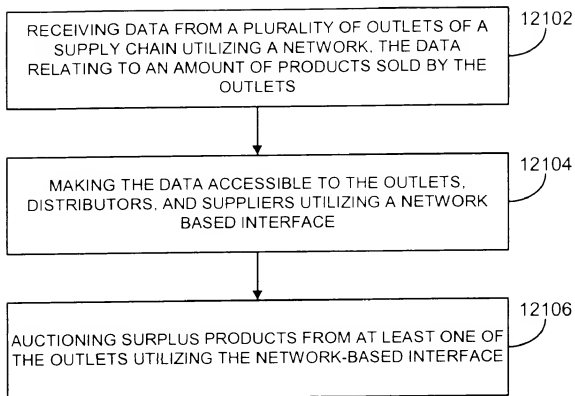 12102
RECEIVING DATA FROM A PLURALITY OF OUTLETS OF A
SUPPLY CHAIN UTILIZING A NETWORK, THE DATA
RELATING TO AN AMOUNT OF PRODUCTS SOLD BY THE
OUTLETS
12104
MAKING THE DATA ACCESSIBLE TO THE OUTLETS,
DISTRIBUTORS, AND SUPPLIERS UTILIZING A NETWORK
BASED INTERFACE
12106
AUCTIONING SURPLUS PRODUCTS FROM AT LEAST ONE OF
THE OUTLETS UTILIZING THE NETWORK-BASED INTERFACE